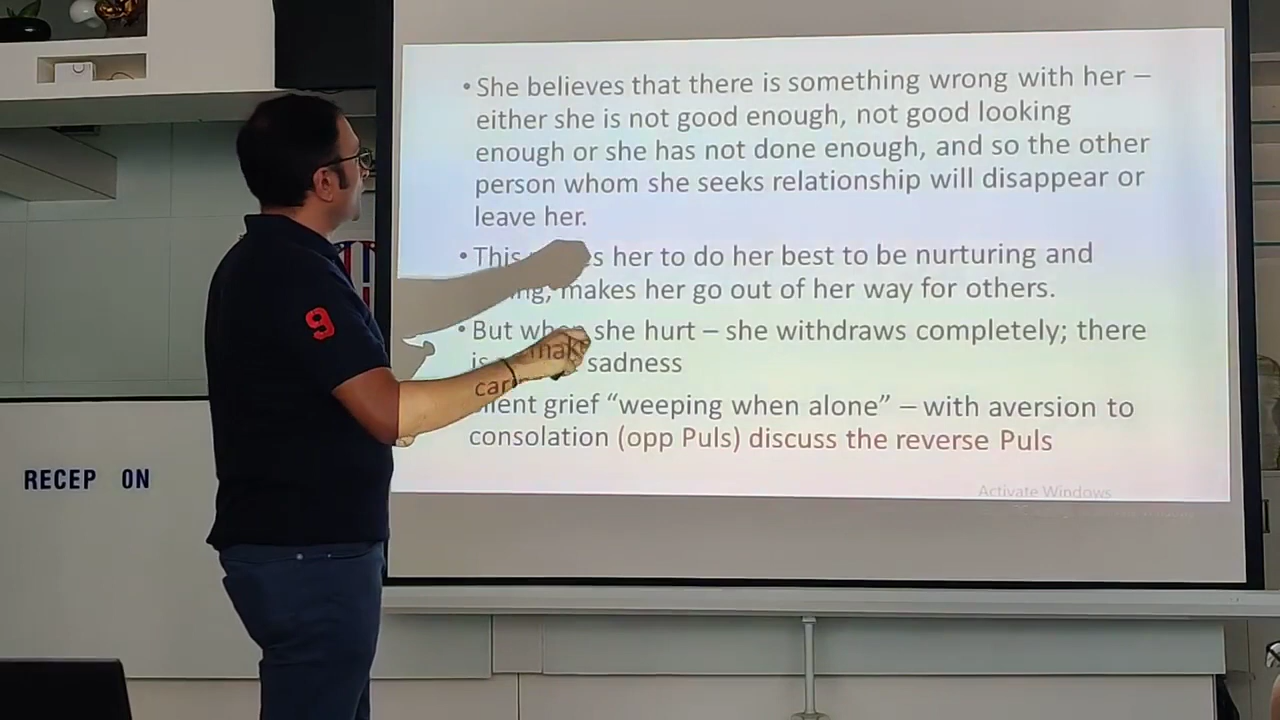 • She believes that there is something wrong with her –
either she is not good enough, not good looking
enough or she has not done enough, and so the other
person whom she seeks relationship will disappear or
leave her.
• This her to do her best to be nurturing and
makes her go out of her way for others.
• But when she hurt – she withdraws completely; there
is sadness
grief “weeping when alone” – with aversion to
consolation (opp Puls) discuss the reverse Puls
Activate Windows
9
RECEP ON